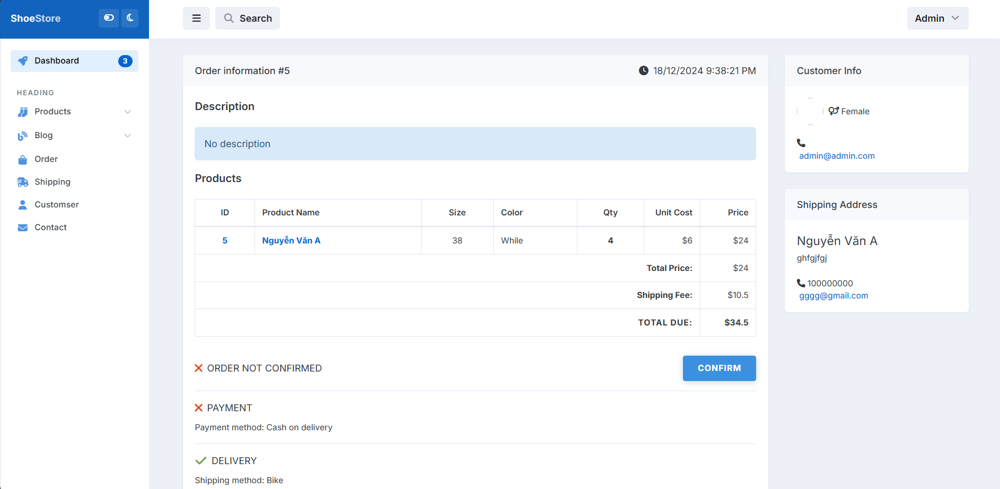 ShoeStore
Search
Admin
Dashboard 3
HEADING
Products
Blog
Order
Shipping
Customser
Contact
Order information #5 18/12/2024 9:38:21 PM
Description
No description
Products
ID Product Name Size Color Qty Unit Cost Price
5 Nguyễn Văn A 38 While 4 $6 $24
Total Price: $24
Shipping Fee: $10.5
TOTAL DUE: $34.5
ORDER NOT CONFIRMED CONFIRM
PAYMENT
Payment method: Cash on delivery
DELIVERY
Shipping method: Bike
Customer Info
Female
admin@admin.com
Shipping Address
Nguyễn Văn A
ghfgjfgj
100000000
gggg@gmail.com